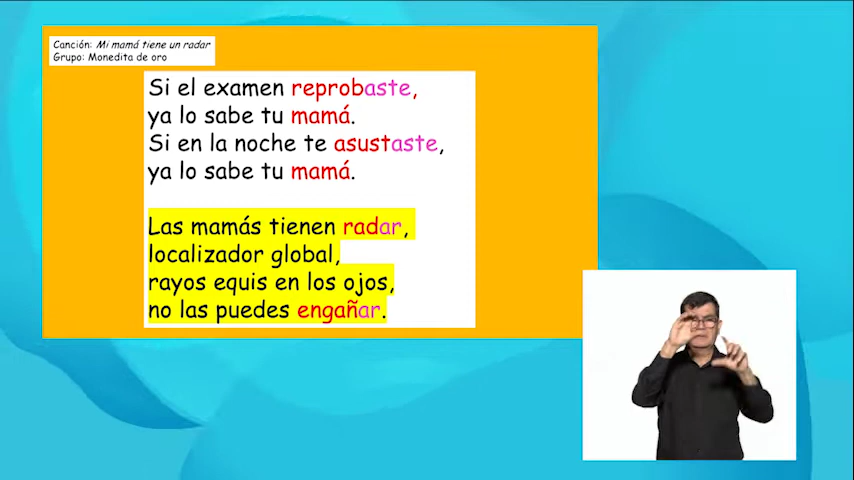 Canción: Mi mamá tiene un radar
Grupo: Monedita de oro
Si el examen reprobaste,
ya lo sabe tu mamá.
Si en la noche te asustaste,
ya lo sabe tu mamá.
Las mamás tienen radar,
localizador global,
rayos equis en los ojos,
no las puedes engañar.